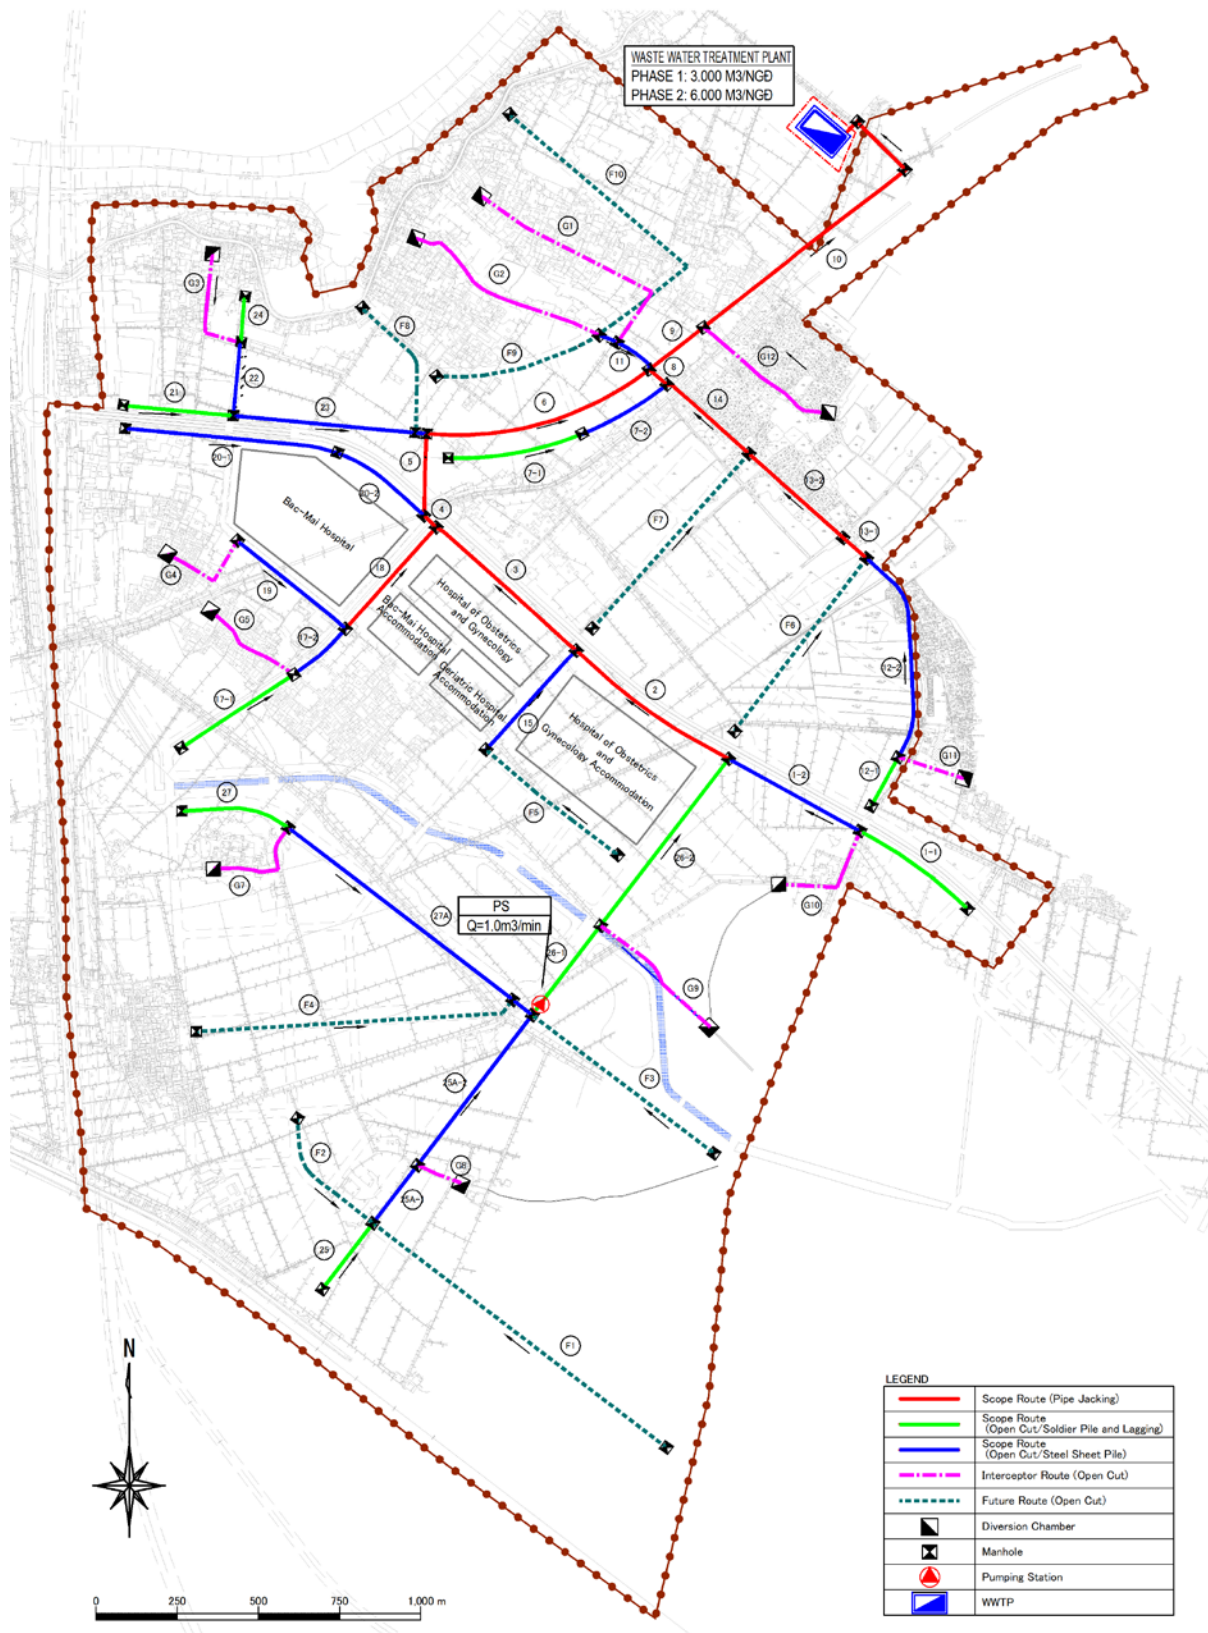 WASTE WATER TREATMENT PLANT
PHASE 1: 3.000 M3/NGĐ
PHASE 2: 6.000 M3/NGĐ
F10
G1
G2
G3
24
10
F8
9
F9
11
8
G12
22
21
23
6
14
7-2
5
7-1
20-1
20-2
13-2
4
Bac-Mai Hospital
F7
13-1
3
18
G4
19
Hospital of Obstetrics
and Gynecology
Bac-Mai Hospital
Accommodation
G5
17-2
F6
Geriatric Hospital
Accommodation
12-2
17-1
2
Hospital of Obstetrics
and
Gynecology Accommodation
15
G11
1-2
12-1
27
F5
26-2
1-1
G7
G10
27A
PS
Q=1.0m3/min
26-1
G9
F4
F3
25A-2
F2
G8
25A-1
25
F1
N
LEGEND
Scope Route (Pipe Jacking)
Scope Route
(Open Cut/Soldier Pile and Lagging)
Scope Route
(Open Cut/Steel Sheet Pile)
Interceptor Route (Open Cut)
Future Route (Open Cut)
Diversion Chamber
Manhole
Pumping Station
WWTP
0 250 500 750 1,000 m